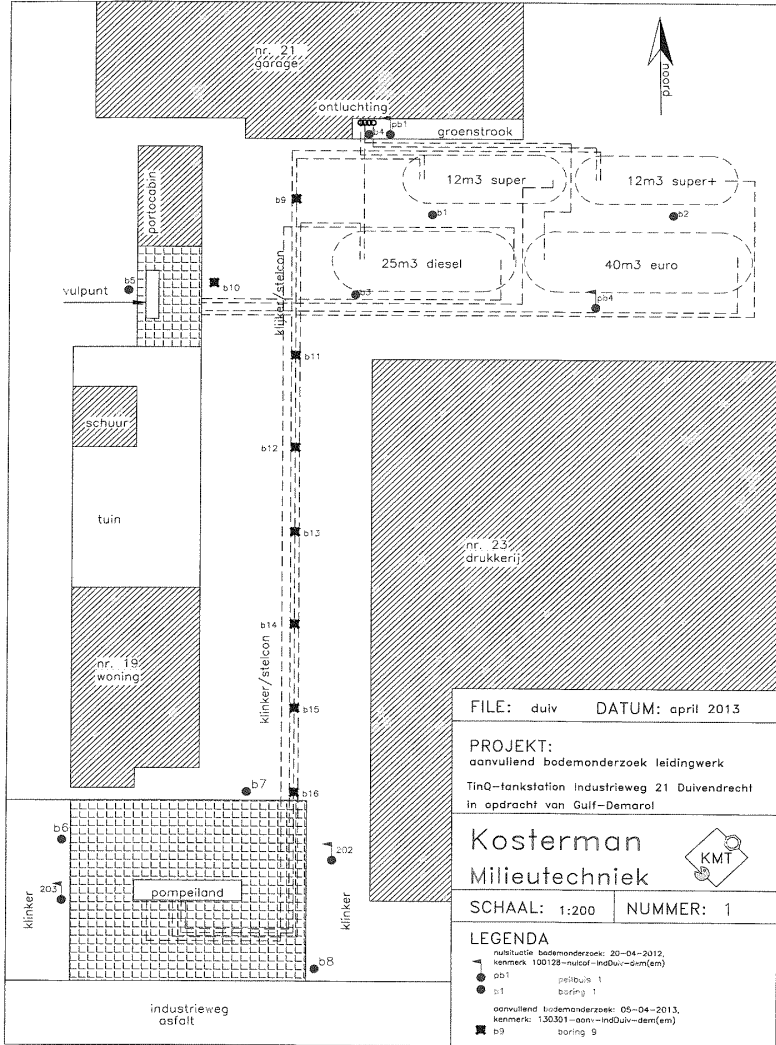 nr. 21
garage
ontluchting
noord
pb1
b4
groenstrook
portocabin
12m3 super
12m3 super+
b9
b1
b2
25m3 diesel
40m3 euro
vulpunt
b5
b10
b3
pb4
klinker/stelcon
b11
schuur
b12
tuin
b13
nr. 23
drukkerij
b14
nr. 19
woning
klinker/stelcon
b15
b7
b16
b6
202
203
pompeiland
klinker
klinker
b8
industrieweg
asfalt
FILE: duiv DATUM: april 2013
PROJEKT:
aanvullend bodemonderzoek leidingwerk
TinQ-tankstation Industrieweg 21 Duivendrecht
in opdracht van Gulf-Demarol
Kosterman
Milieutechniek
KMT
SCHAAL: 1:200 NUMMER: 1
LEGENDA
nulsituatie bodemonderzoek: 20-04-2012,
kenmerk 100128-nulcof-IndDuiv-dem(em)
pb1 peilbuis 1
b1 boring 1
aanvullend bodemonderzoek: 05-04-2013,
kenmerk: 130301-aanv-IndDuiv-dem(em)
b9 boring 9